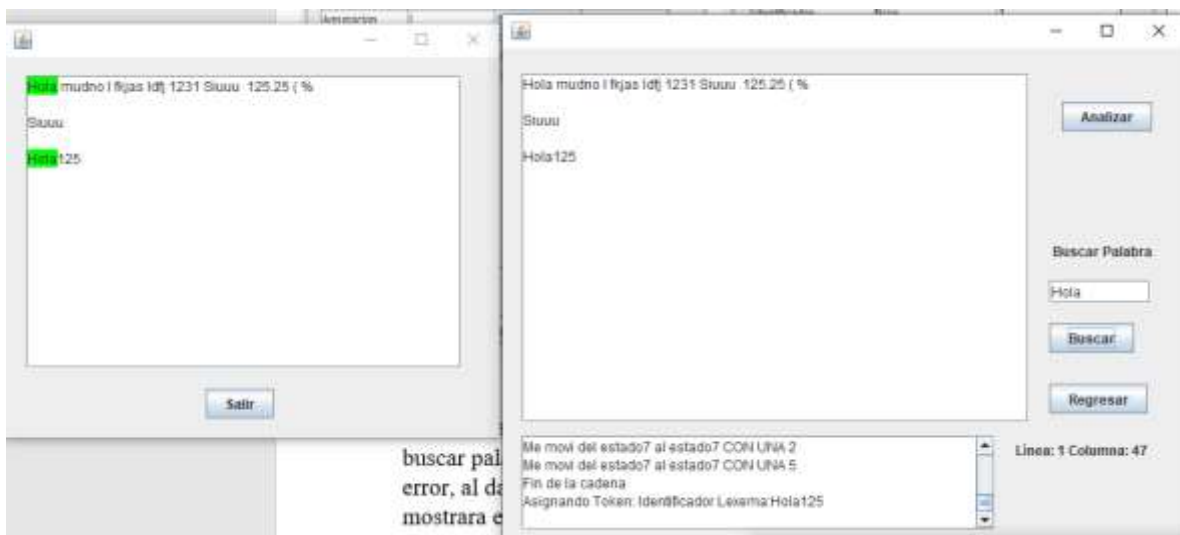 Hola mudno l fkjas ldfj 1231 Siuuu 125.25 ( %
Siuuu
Hola125
Salir
Hola mudno l fkjas ldfj 1231 Siuuu 125.25 ( %
Siuuu
Hola125
Analizar
Buscar Palabra
Hola
Buscar
Regresar
Me movi del estado7 al estado7 CON UNA 2
Me movi del estado7 al estado7 CON UNA 5
Fin de la cadena
Asignando Token: Identificador Lexema:Hola125
Linea: 1 Columna: 47
buscar pal
error, al da
mostrara e